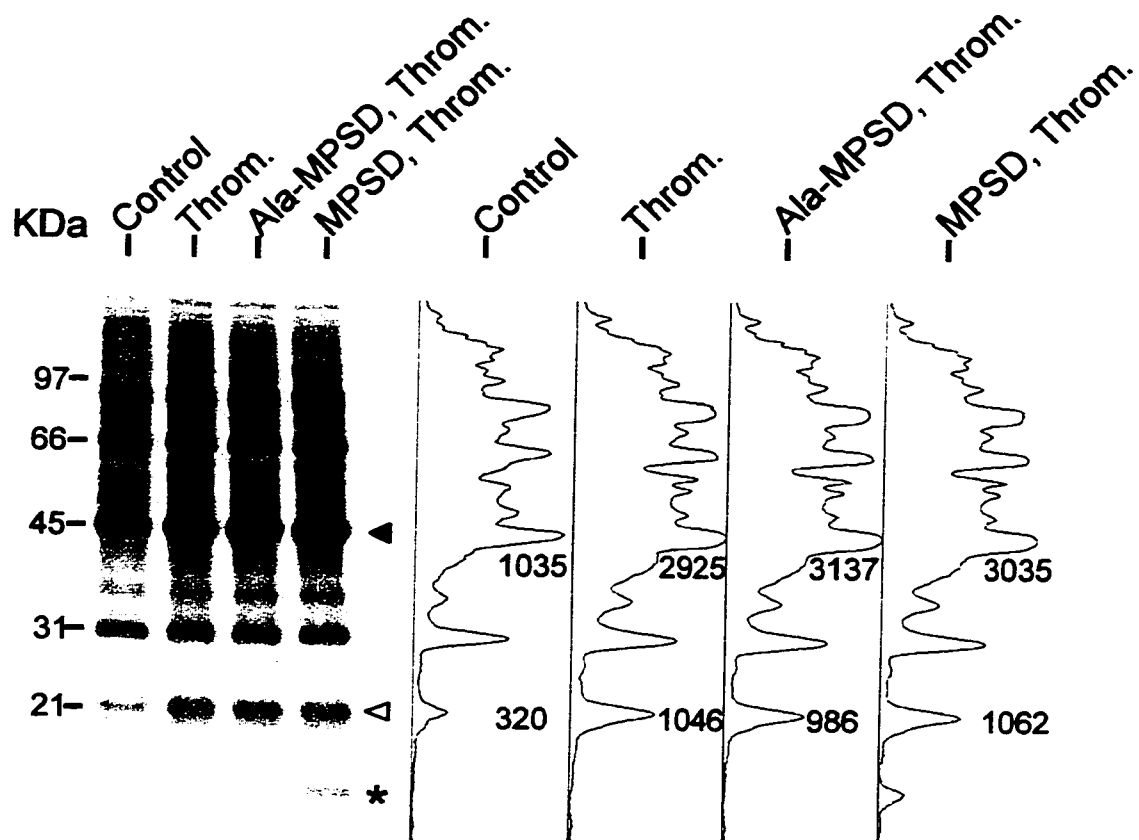 KDa
Control
Throm.
Ala-MPSD, Throm.
MPSD, Throm.
Control
Throm.
Ala-MPSD, Throm.
MPSD, Throm.
97
66
45
31
21
*
1035
2925
3137
3035
320
1046
986
1062